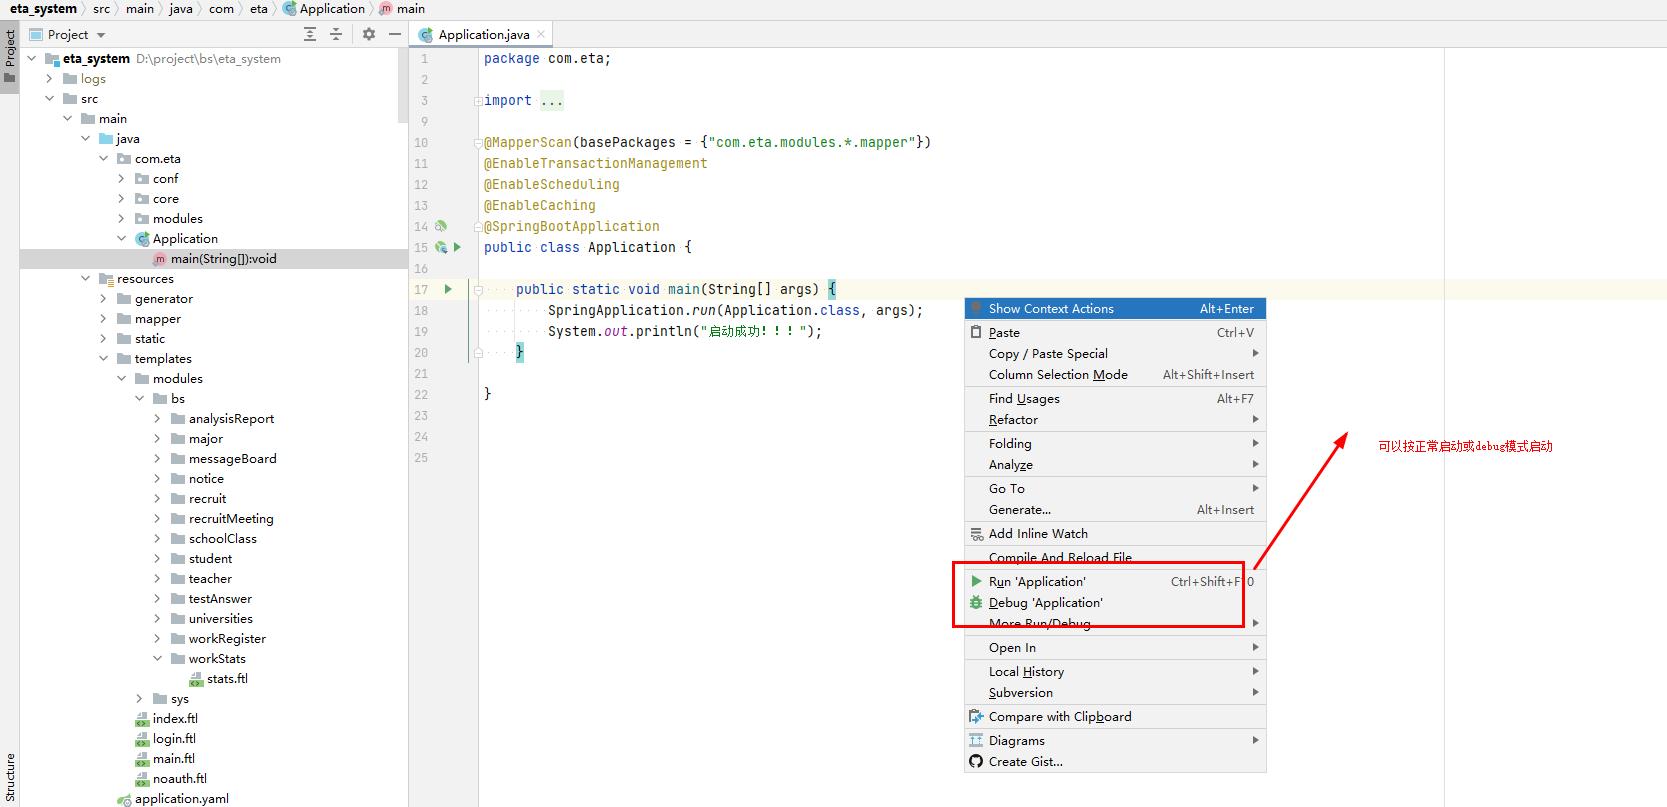 eta_system > src > main > java > com > eta > Application > main
Project
Project
Application.java
eta_system D:\project\bs\eta_system
logs
src
main
java
com.eta
conf
core
modules
Application
main(String[]):void
resources
generator
mapper
static
templates
modules
bs
analysisReport
major
messageBoard
notice
recruit
recruitMeeting
schoolClass
student
teacher
testAnswer
universities
workRegister
workStats
stats.ftl
sys
index.ftl
login.ftl
main.ftl
noauth.ftl
application.yaml
Structure
1 package com.eta;
2
3 import ...
9
10 @MapperScan(basePackages = {"com.eta.modules.*.mapper"})
11 @EnableTransactionManagement
12 @EnableScheduling
13 @EnableCaching
14 @SpringBootApplication
15 public class Application {
16
17 public static void main(String[] args) {
18 SpringApplication.run(Application.class, args);
19 System.out.println("启动成功!!!");
20 }
21
22 }
23
24
25
Show Context Actions Alt+Enter
Paste Ctrl+V
Copy / Paste Special
Column Selection Mode Alt+Shift+Insert
Find Usages Alt+F7
Refactor
Folding
Analyze
Go To
Generate... Alt+Insert
Add Inline Watch
Compile And Reload File
Run 'Application' Ctrl+Shift+F10
Debug 'Application'
More Run/Debug
Open In
Local History
Subversion
Compare with Clipboard
Diagrams
Create Gist...
可以按正常启动或debug模式启动